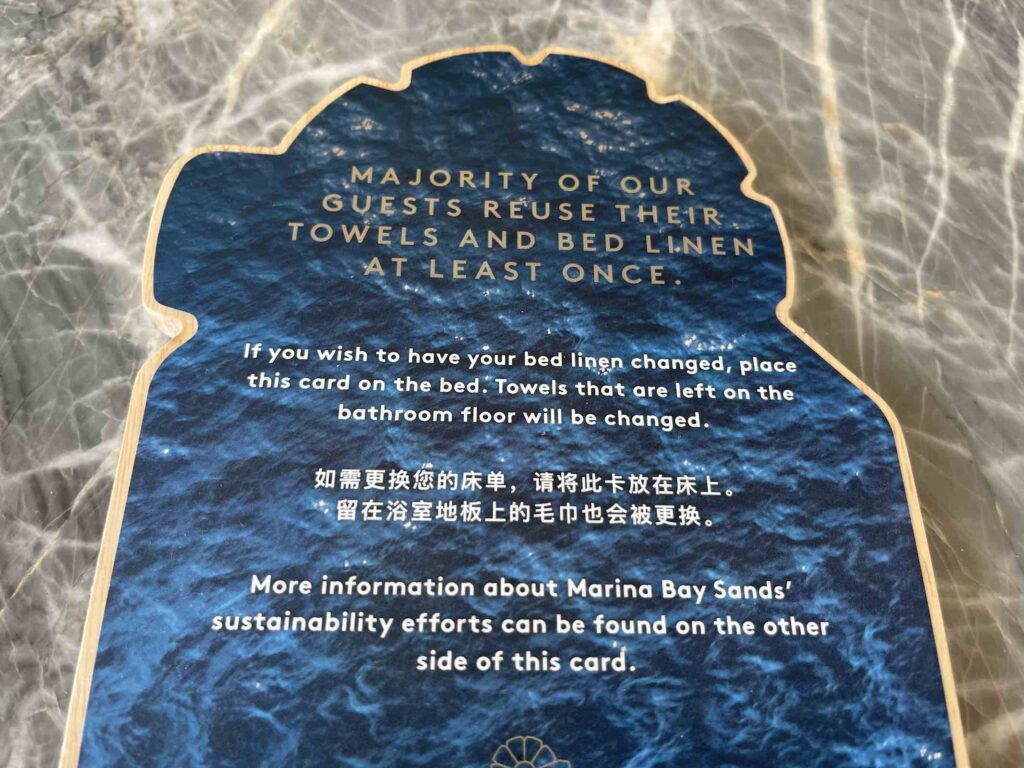 MAJORITY OF OUR
GUESTS REUSE THEIR
TOWELS AND BED LINEN
AT LEAST ONCE.
If you wish to have your bed linen changed, place
this card on the bed. Towels that are left on the
bathroom floor will be changed.
如需更换您的床单，请将此卡放在床上。
留在浴室地板上的毛巾也会被更换。
More information about Marina Bay Sands’
sustainability efforts can be found on the other
side of this card.